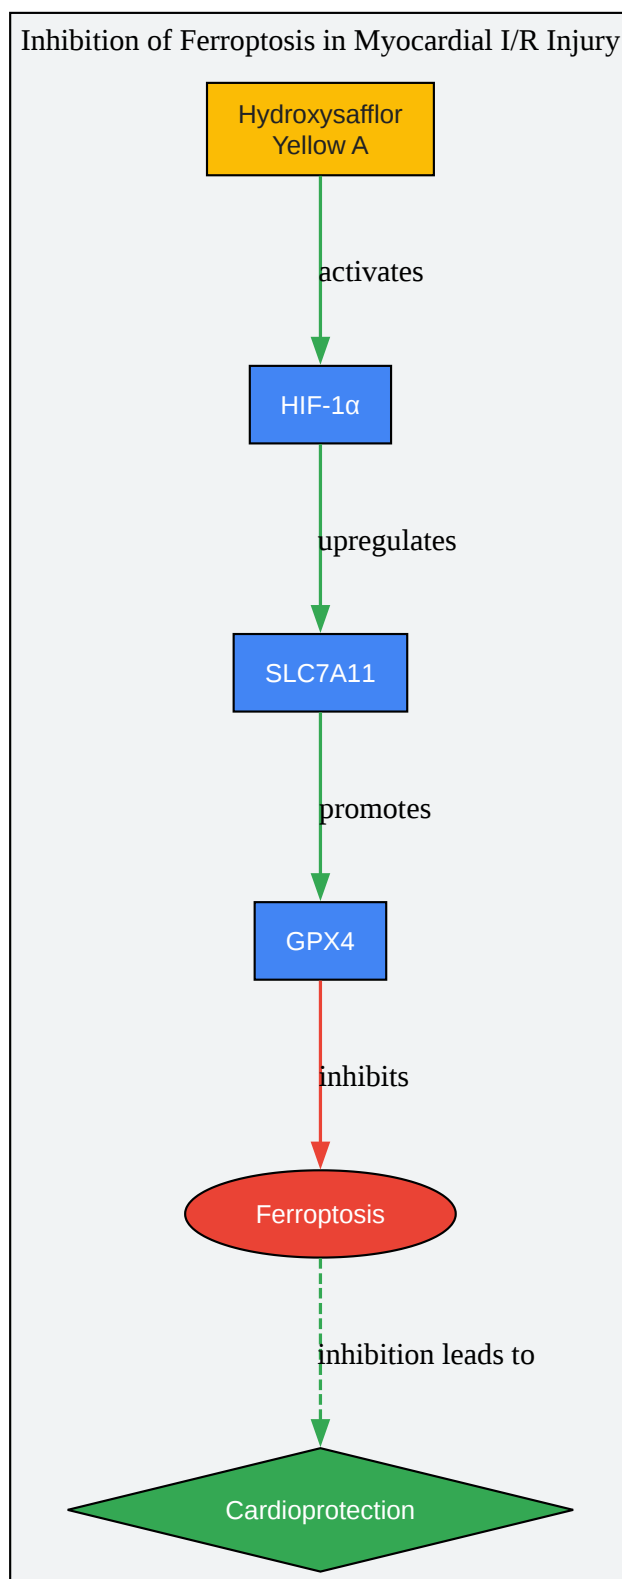 Inhibition of Ferroptosis in Myocardial I/R Injury
Hydroxysafflor
Yellow A
activates
HIF-1α
upregulates
SLC7A11
promotes
GPX4
inhibits
Ferroptosis
inhibition leads to
Cardioprotection